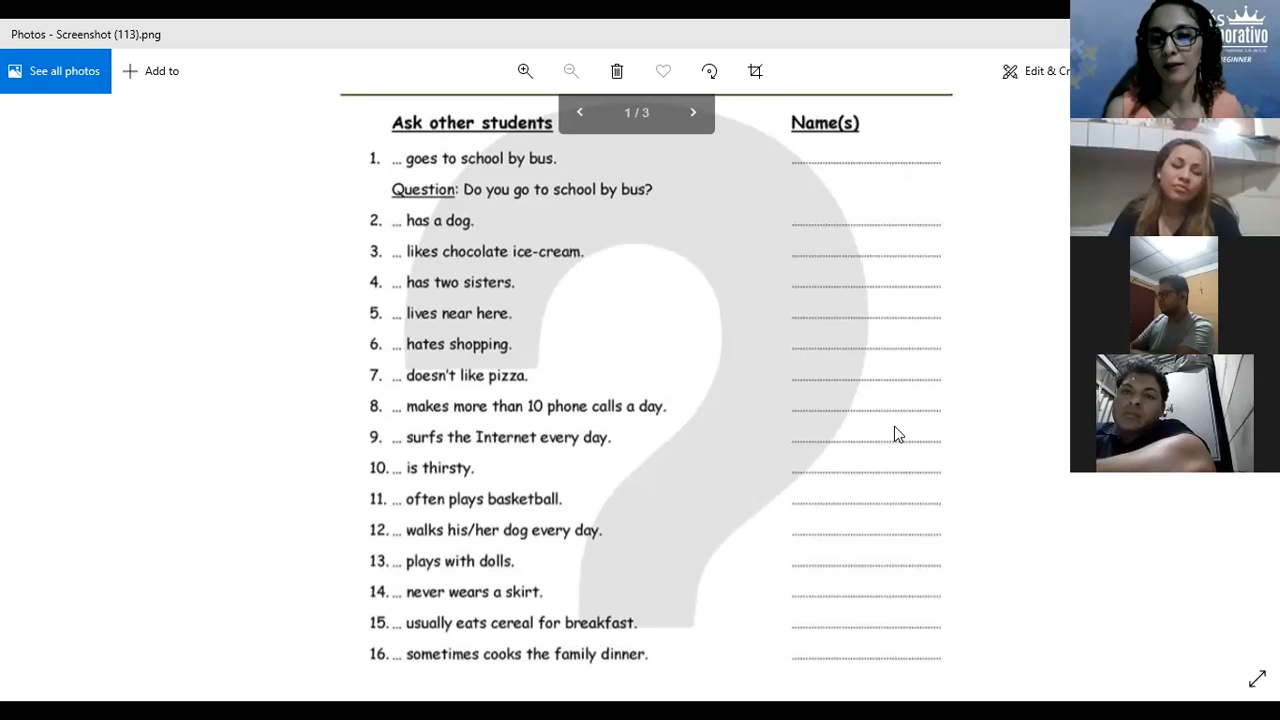 Photos - Screenshot (113).png
See all photos
Add to
Edit & Cr
1 / 3
Ask other students
Name(s)
1. ... goes to school by bus.
Question: Do you go to school by bus?
2. ... has a dog.
3. ... likes chocolate ice-cream.
4. ... has two sisters.
5. ... lives near here.
6. ... hates shopping.
7. ... doesn't like pizza.
8. ... makes more than 10 phone calls a day.
9. ... surfs the Internet every day.
10. ... is thirsty.
11. ... often plays basketball.
12. ... walks his/her dog every day.
13. ... plays with dolls.
14. ... never wears a skirt.
15. ... usually eats cereal for breakfast.
16. ... sometimes cooks the family dinner.